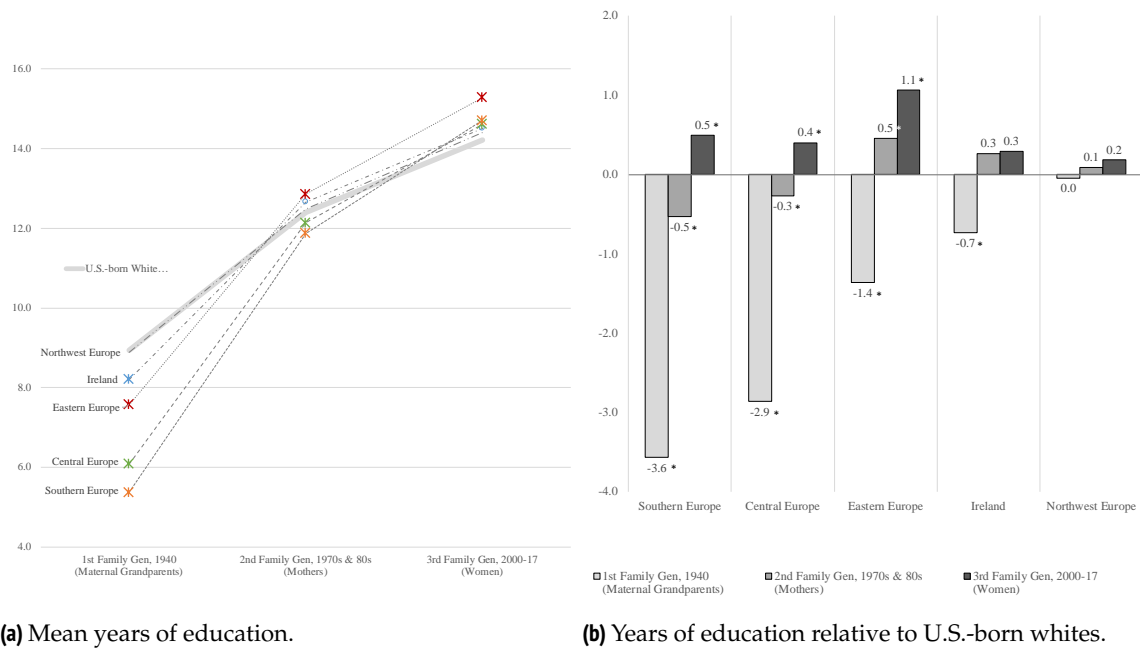 16.0
14.0
12.0
10.0
8.0
6.0
4.0
U.S.-born White...
Northwest Europe
Ireland
Eastern Europe
Central Europe
Southern Europe
1st Family Gen, 1940
(Maternal Grandparents)
2nd Family Gen, 1970s & 80s
(Mothers)
3rd Family Gen, 2000-17
(Women)
(a) Mean years of education.
2.0
1.0
0.0
-1.0
-2.0
-3.0
-4.0
-3.6 *
-0.5 *
0.5 *
-2.9 *
-0.3 *
0.4 *
-1.4 *
0.5 *
1.1 *
-0.7 *
0.3
0.3
0.0
0.1
0.2
Southern Europe
Central Europe
Eastern Europe
Ireland
Northwest Europe
1st Family Gen, 1940
(Maternal Grandparents)
2nd Family Gen, 1970s & 80s
(Mothers)
3rd Family Gen, 2000-17
(Women)
(b) Years of education relative to U.S.-born whites.